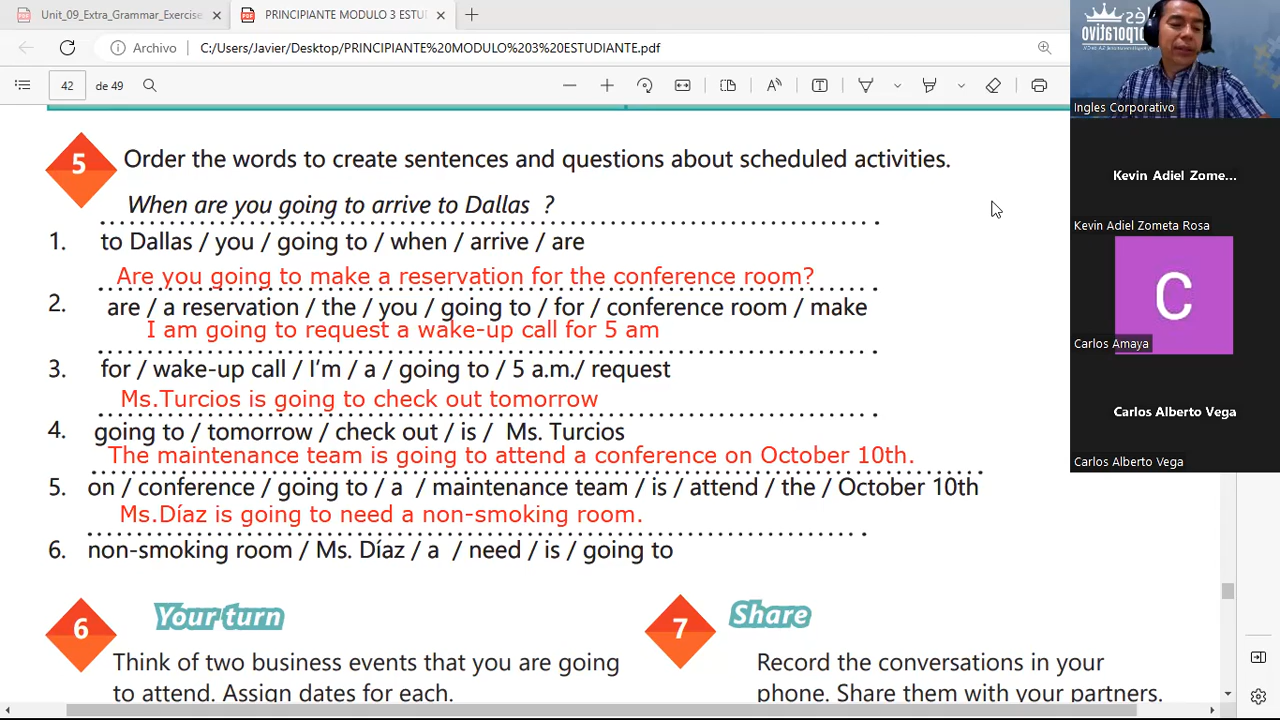 Unit_09_Extra_Grammar_Exercise
PRINCIPIANTE MODULO 3 ESTU
Archivo
C:/Users/Javier/Desktop/PRINCIPIANTE%20MODULO%203%20ESTUDIANTE.pdf
42
de 49
5
Order the words to create sentences and questions about scheduled activities.
When are you going to arrive to Dallas ?
1. to Dallas / you / going to / when / arrive / are
Are you going to make a reservation for the conference room?
2. are / a reservation / the / you / going to / for / conference room / make
I am going to request a wake-up call for 5 am
3. for / wake-up call / I'm / a / going to / 5 a.m./ request
Ms.Turcios is going to check out tomorrow
4. going to / tomorrow / check out / is / Ms. Turcios
The maintenance team is going to attend a conference on October 10th.
5. on / conference / going to / a / maintenance team / is / attend / the / October 10th
Ms.Díaz is going to need a non-smoking room.
6. non-smoking room / Ms. Díaz / a / need / is / going to
6
Your turn
Think of two business events that you are going
to attend. Assign dates for each.
7
Share
Record the conversations in your
phone. Share them with your partners.
Ingles Corporativo
Kevin Adiel Zome...
Kevin Adiel Zometa Rosa
C
Carlos Amaya
Carlos Alberto Vega
Carlos Alberto Vega